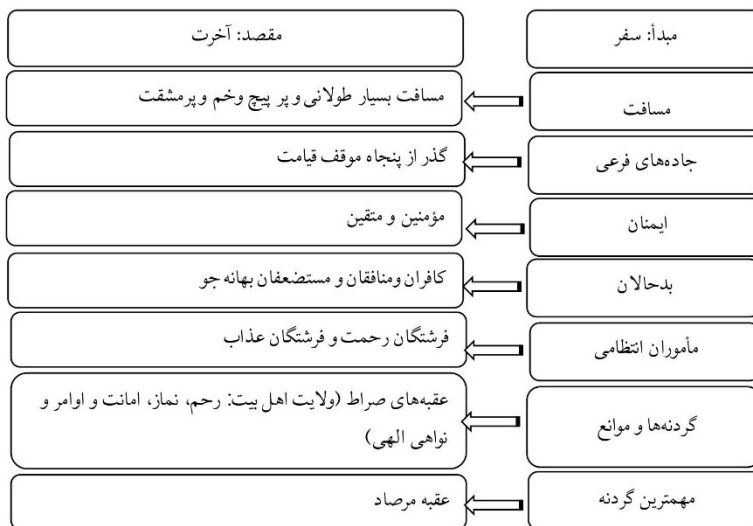 مبدأ: سفر
مقصد: آخرت
مسافت
مسافت بسیار طولانی و پر پیچ وخم وپرمشقت
جاده‌های فرعی
گذر از پنجاه موقف قیامت
ایمنان
مؤمنین و متقین
بدحالان
کافران ومنافقان و مستضعفان بهانه جو
مأموران انتظامی
فرشتگان رحمت و فرشتگان عذاب
گردنه‌ها و موانع
عقبه‌های صراط (ولایت اهل بیت: رحم، نماز، امانت و اوامر و
نواهی الهی)
مهمترین گردنه
عقبه مرصاد